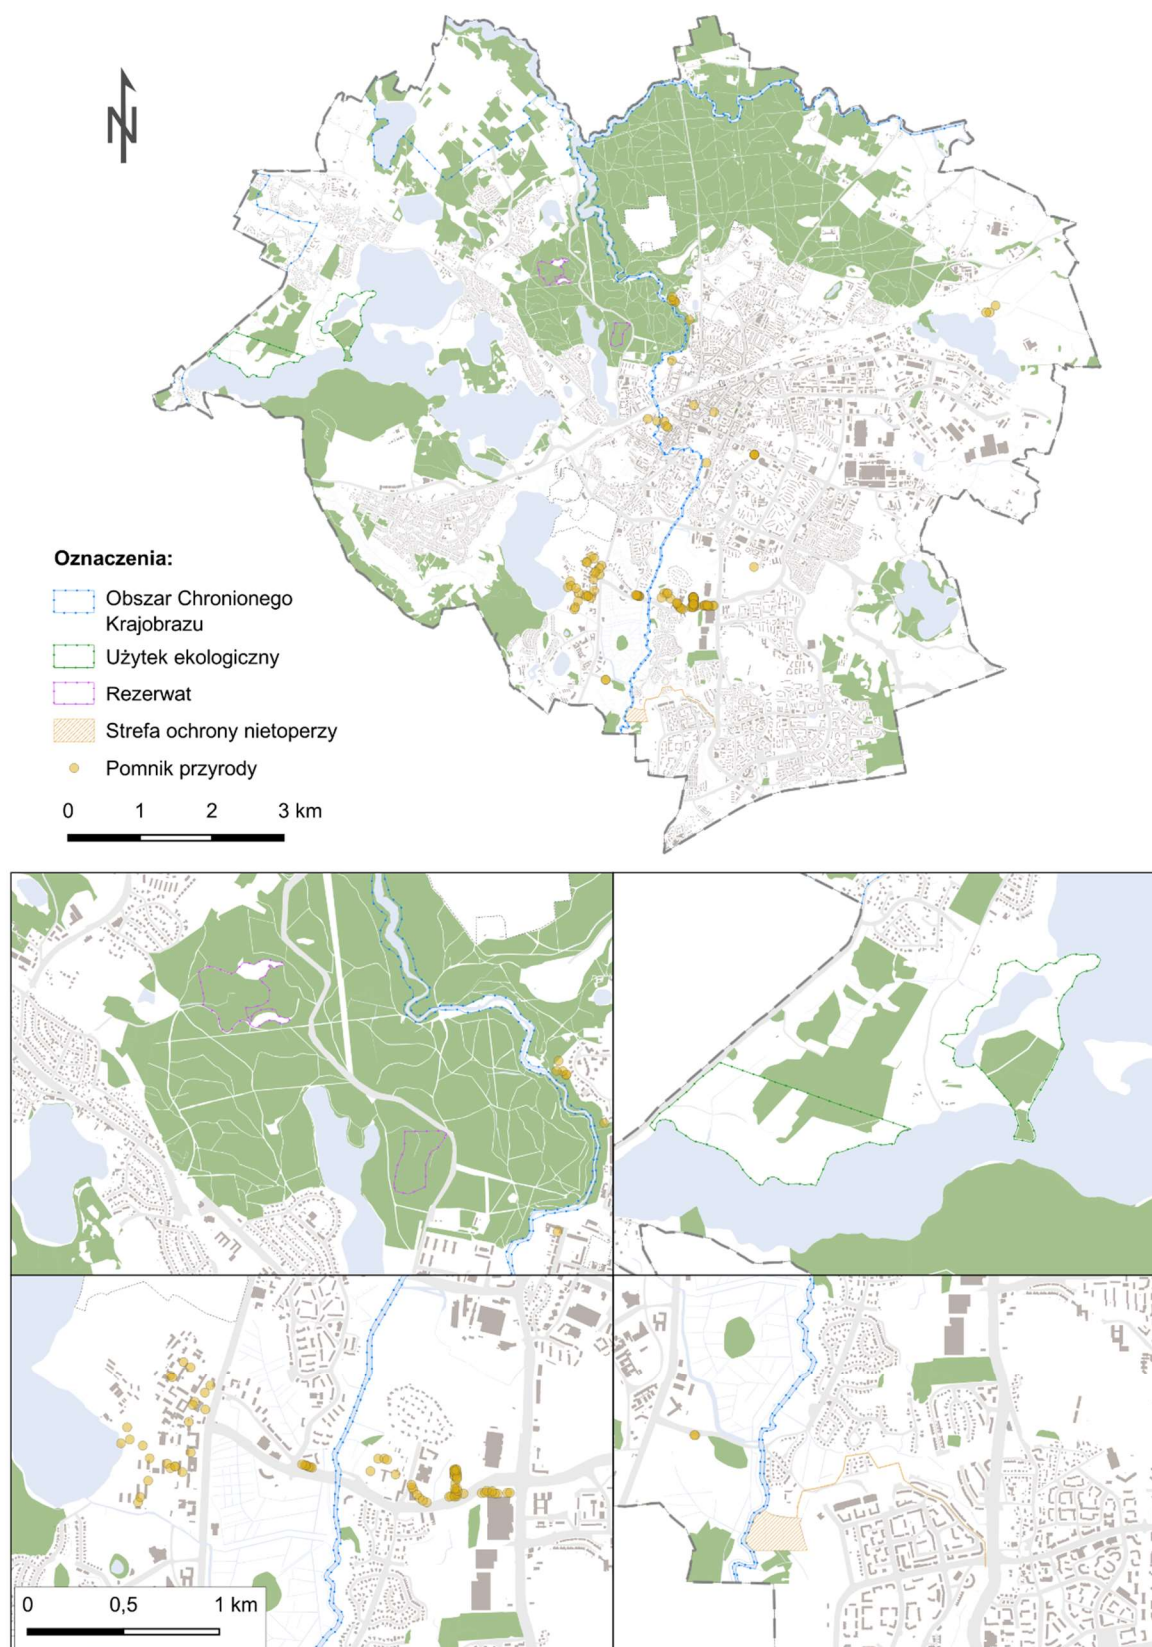 N
Oznaczenia:
Obszar Chronionego
Krajobrazu
Użytek ekologiczny
Rezerwat
Strefa ochrony nietoperzy
Pomnik przyrody
0 1 2 3 km
0 0,5 1 km